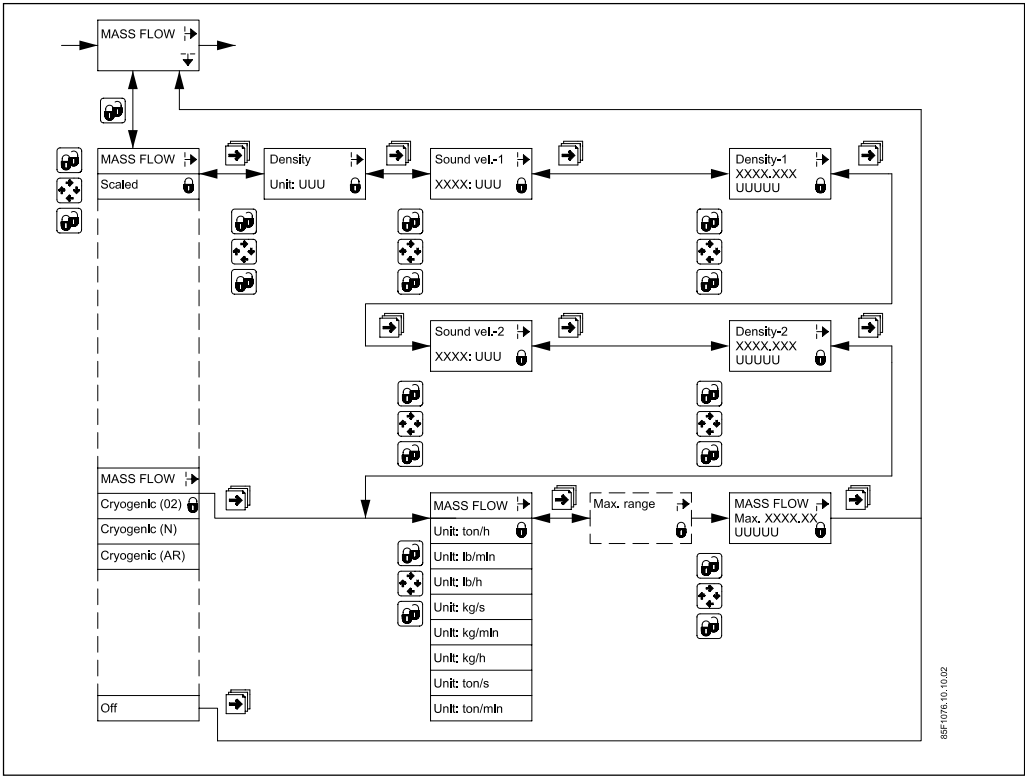 MASS FLOW
MASS FLOW
Scaled
Density
Unit: UUU
Sound vel.-1
XXXX: UUU
Density-1
XXXX.XXX
UUUUU
Sound vel.-2
XXXX: UUU
Density-2
XXXX.XXX
UUUUU
MASS FLOW
Cryogenic (02)
Cryogenic (N)
Cryogenic (AR)
Off
MASS FLOW
Unit: ton/h
Unit: lb/min
Unit: lb/h
Unit: kg/s
Unit: kg/min
Unit: kg/h
Unit: ton/s
Unit: ton/min
Max. range
MASS FLOW
Max. XXXX.XX
UUUUU
85F1076.10.10.02